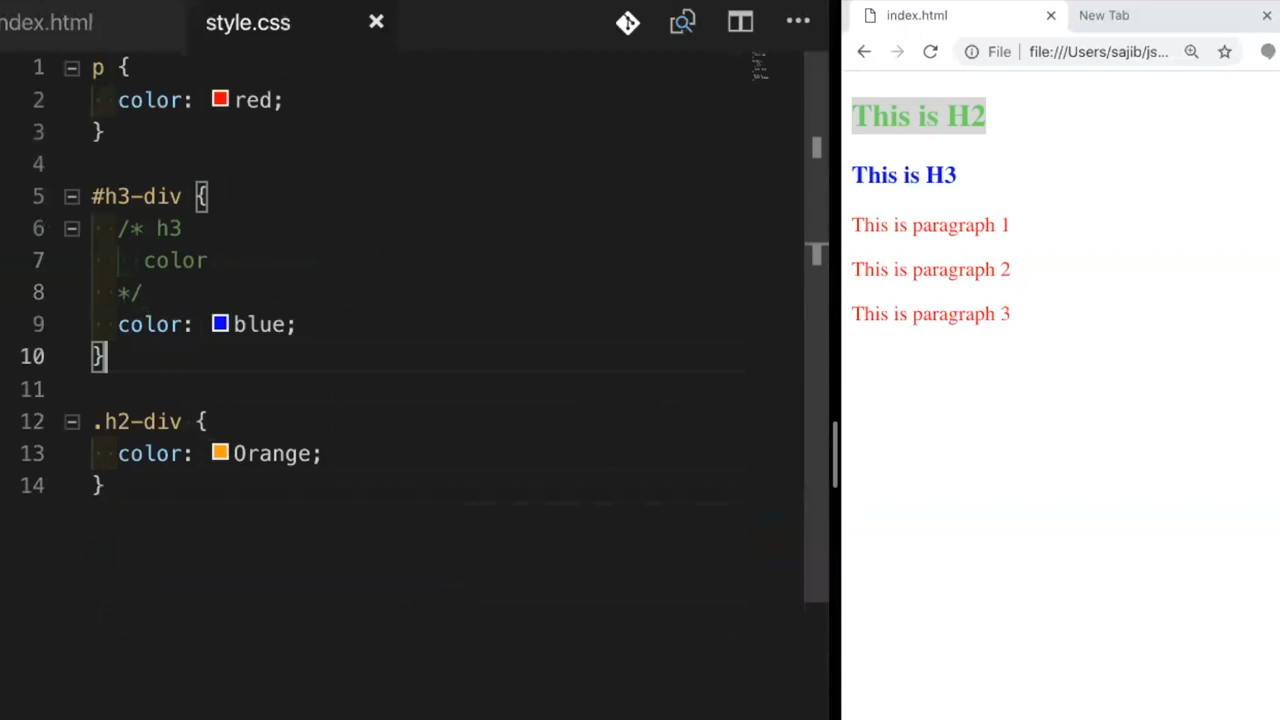 ndex.html
style.css
1 p {
2 color: red;
3 }
4
5 #h3-div {
6 /* h3
7 color
8 */
9 color: blue;
10 }
11
12 .h2-div {
13 color: Orange;
14 }
index.html
New Tab
File | file:///Users/sajib/js...
This is H2
This is H3
This is paragraph 1
This is paragraph 2
This is paragraph 3